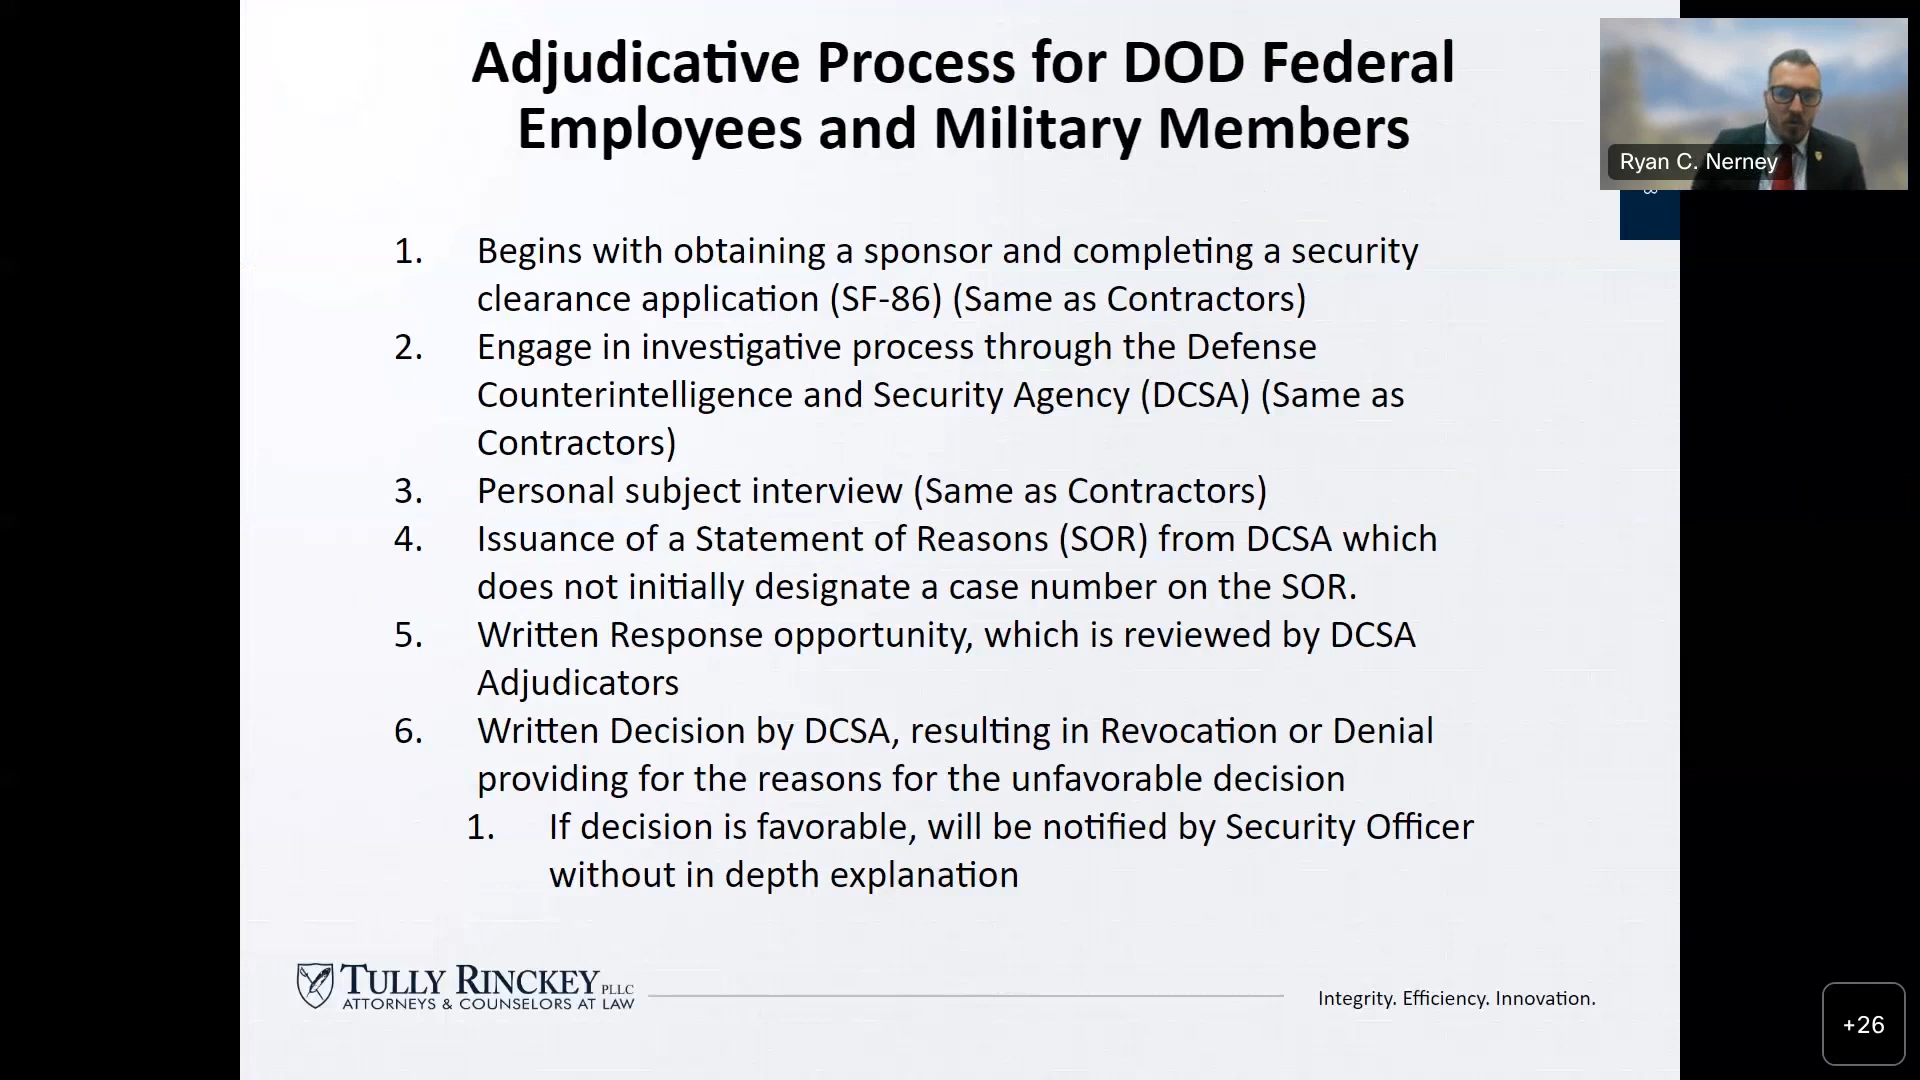 Adjudicative Process for DOD Federal
Employees and Military Members
Ryan C. Nerney
8
1. Begins with obtaining a sponsor and completing a security
clearance application (SF-86) (Same as Contractors)
2. Engage in investigative process through the Defense
Counterintelligence and Security Agency (DCSA) (Same as
Contractors)
3. Personal subject interview (Same as Contractors)
4. Issuance of a Statement of Reasons (SOR) from DCSA which
does not initially designate a case number on the SOR.
5. Written Response opportunity, which is reviewed by DCSA
Adjudicators
6. Written Decision by DCSA, resulting in Revocation or Denial
providing for the reasons for the unfavorable decision
1. If decision is favorable, will be notified by Security Officer
without in depth explanation
TULLY RINCKEY PLLC
ATTORNEYS & COUNSELORS AT LAW
Integrity. Efficiency. Innovation.
+26